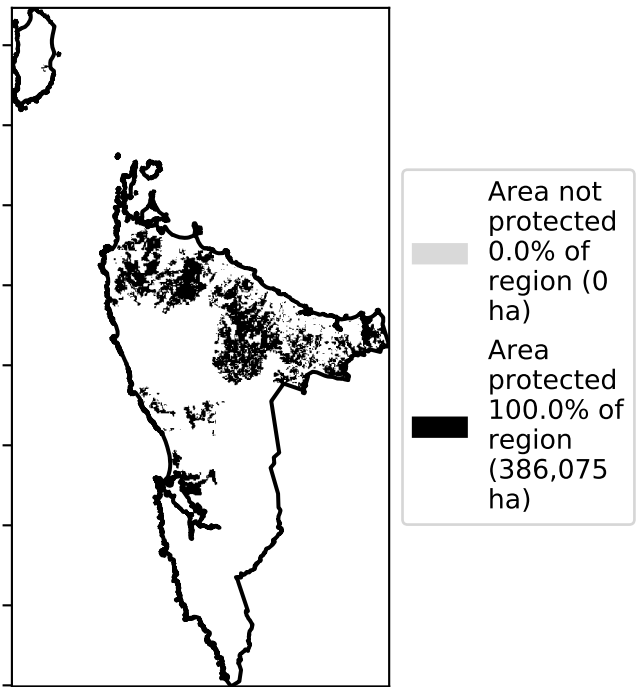 Area not
protected
0.0% of
region (0
ha)
Area
protected
100.0% of
region
(386,075
ha)